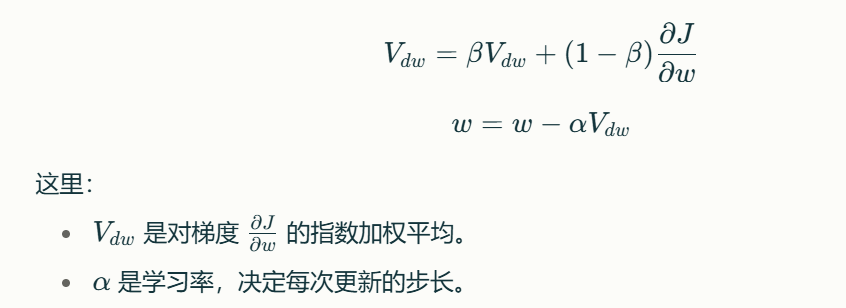 $V_{dw} = \beta V_{dw} + (1 - \beta) \frac{\partial J}{\partial w}$
$w = w - \alpha V_{dw}$
这里：
• $V_{dw}$ 是对梯度 $\frac{\partial J}{\partial w}$ 的指数加权平均。
• $\alpha$ 是学习率，决定每次更新的步长。